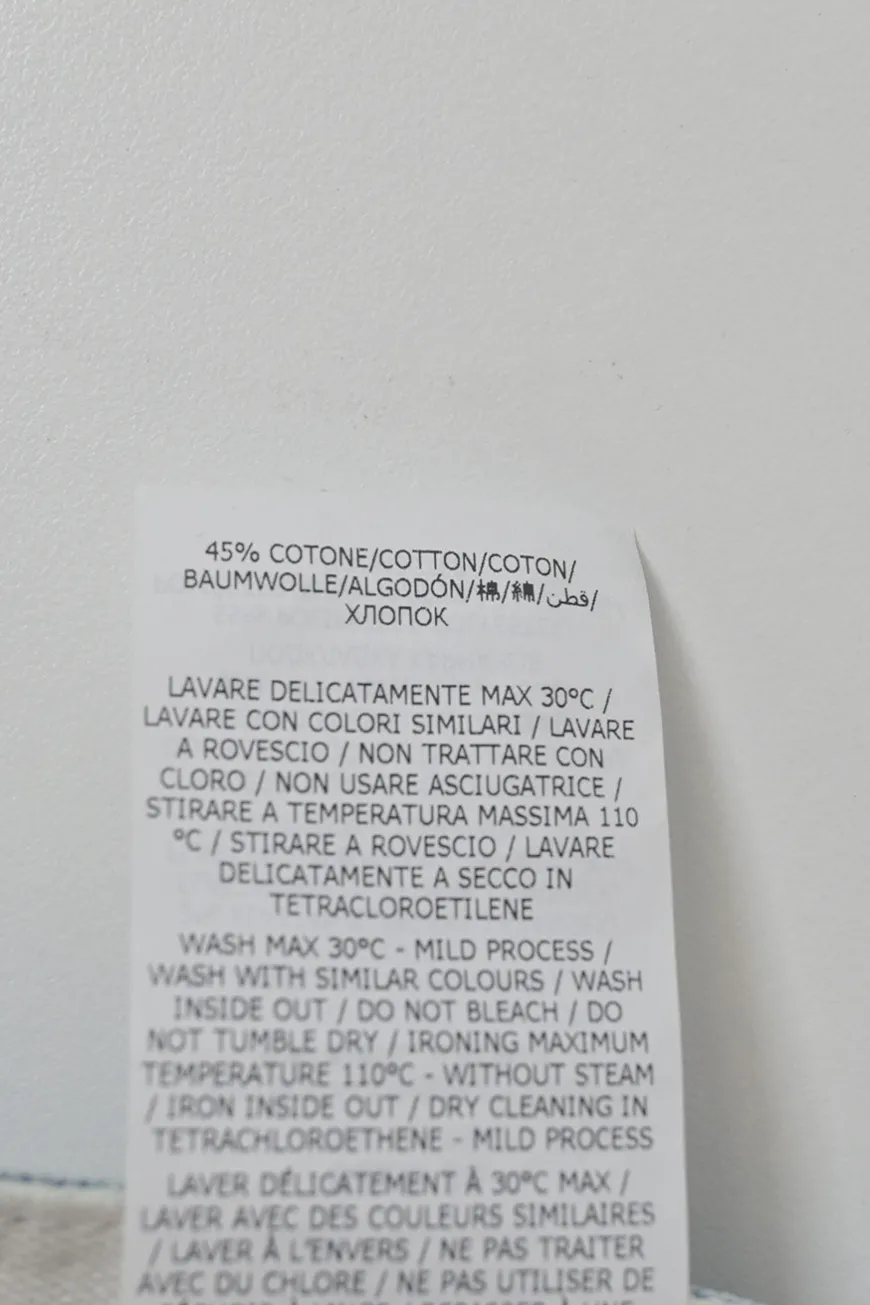 45% COTONE/COTTON/COTON/
BAUMWOLLE/ALGODÓN/棉/綿/قطن/
ХЛОПОК
LAVARE DELICATAMENTE MAX 30°C /
LAVARE CON COLORI SIMILARI / LAVARE
A ROVESCIO / NON TRATTARE CON
CLORO / NON USARE ASCIUGATRICE /
STIRARE A TEMPERATURA MASSIMA 110
°C / STIRARE A ROVESCIO / LAVARE
DELICATAMENTE A SECCO IN
TETRACLOROETILENE
WASH MAX 30°C - MILD PROCESS /
WASH WITH SIMILAR COLOURS / WASH
INSIDE OUT / DO NOT BLEACH / DO
NOT TUMBLE DRY / IRONING MAXIMUM
TEMPERATURE 110°C - WITHOUT STEAM
/ IRON INSIDE OUT / DRY CLEANING IN
TETRACHLOROETHENE - MILD PROCESS
LAVER DÉLICATEMENT À 30°C MAX /
LAVER AVEC DES COULEURS SIMILAIRES
/ LAVER À L'ENVERS / NE PAS TRAITER
AVEC DU CHLORE / NE PAS UTILISER DE